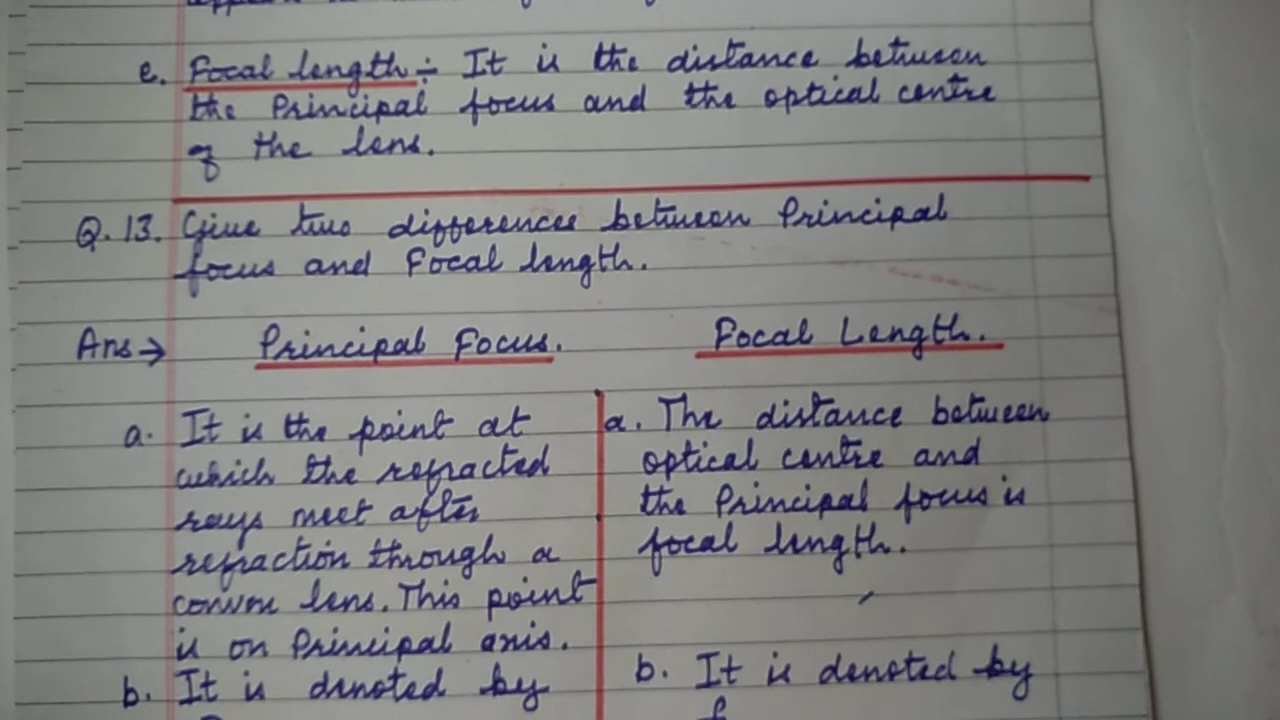 e. Focal length÷ It is the distance between
the Principal focus and the optical centre
of the lens.
Q.13. Give two differences between Principal
focus and Focal length.
Ans→ Principal Focus. Focal Length.
a. It is the point at
which the refracted
rays meet after
refraction through a
convex lens. This point
is on Principal axis.
b. It is denoted by
a. The distance between
optical centre and
the Principal focus is
focal length.
b. It is denoted by
f